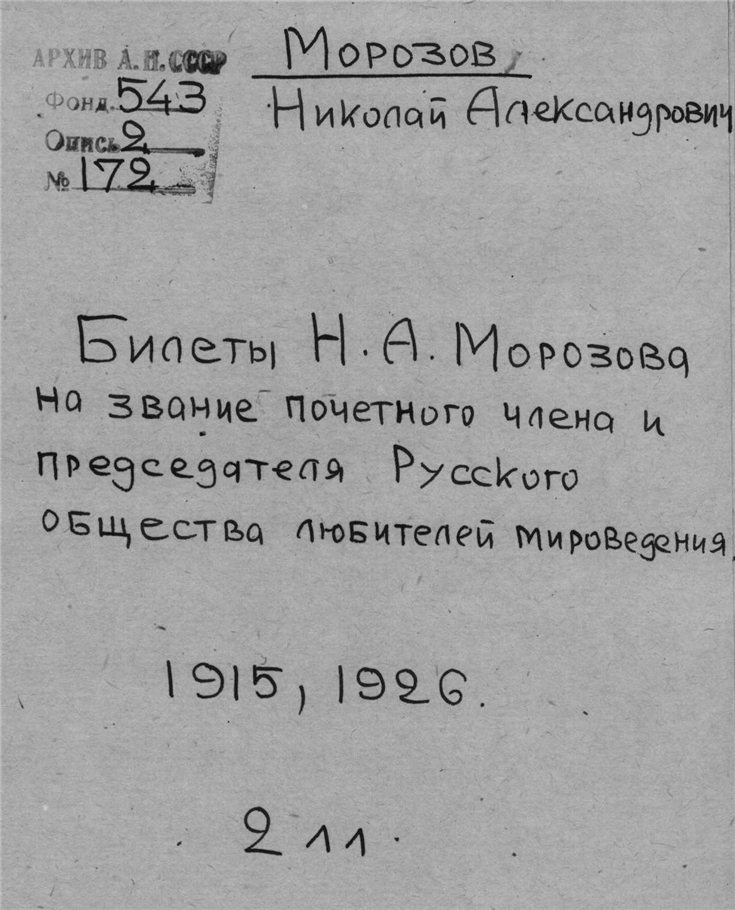 АРХИВ А.Н.СССР
Фонд. 543
Опись 2
№ 172
Морозов
Николай Александрович
Билеты Н.А. Морозова
на звание почетного члена и
председателя Русского
общества любителей мироведения.
1915, 1926.
2 лл.